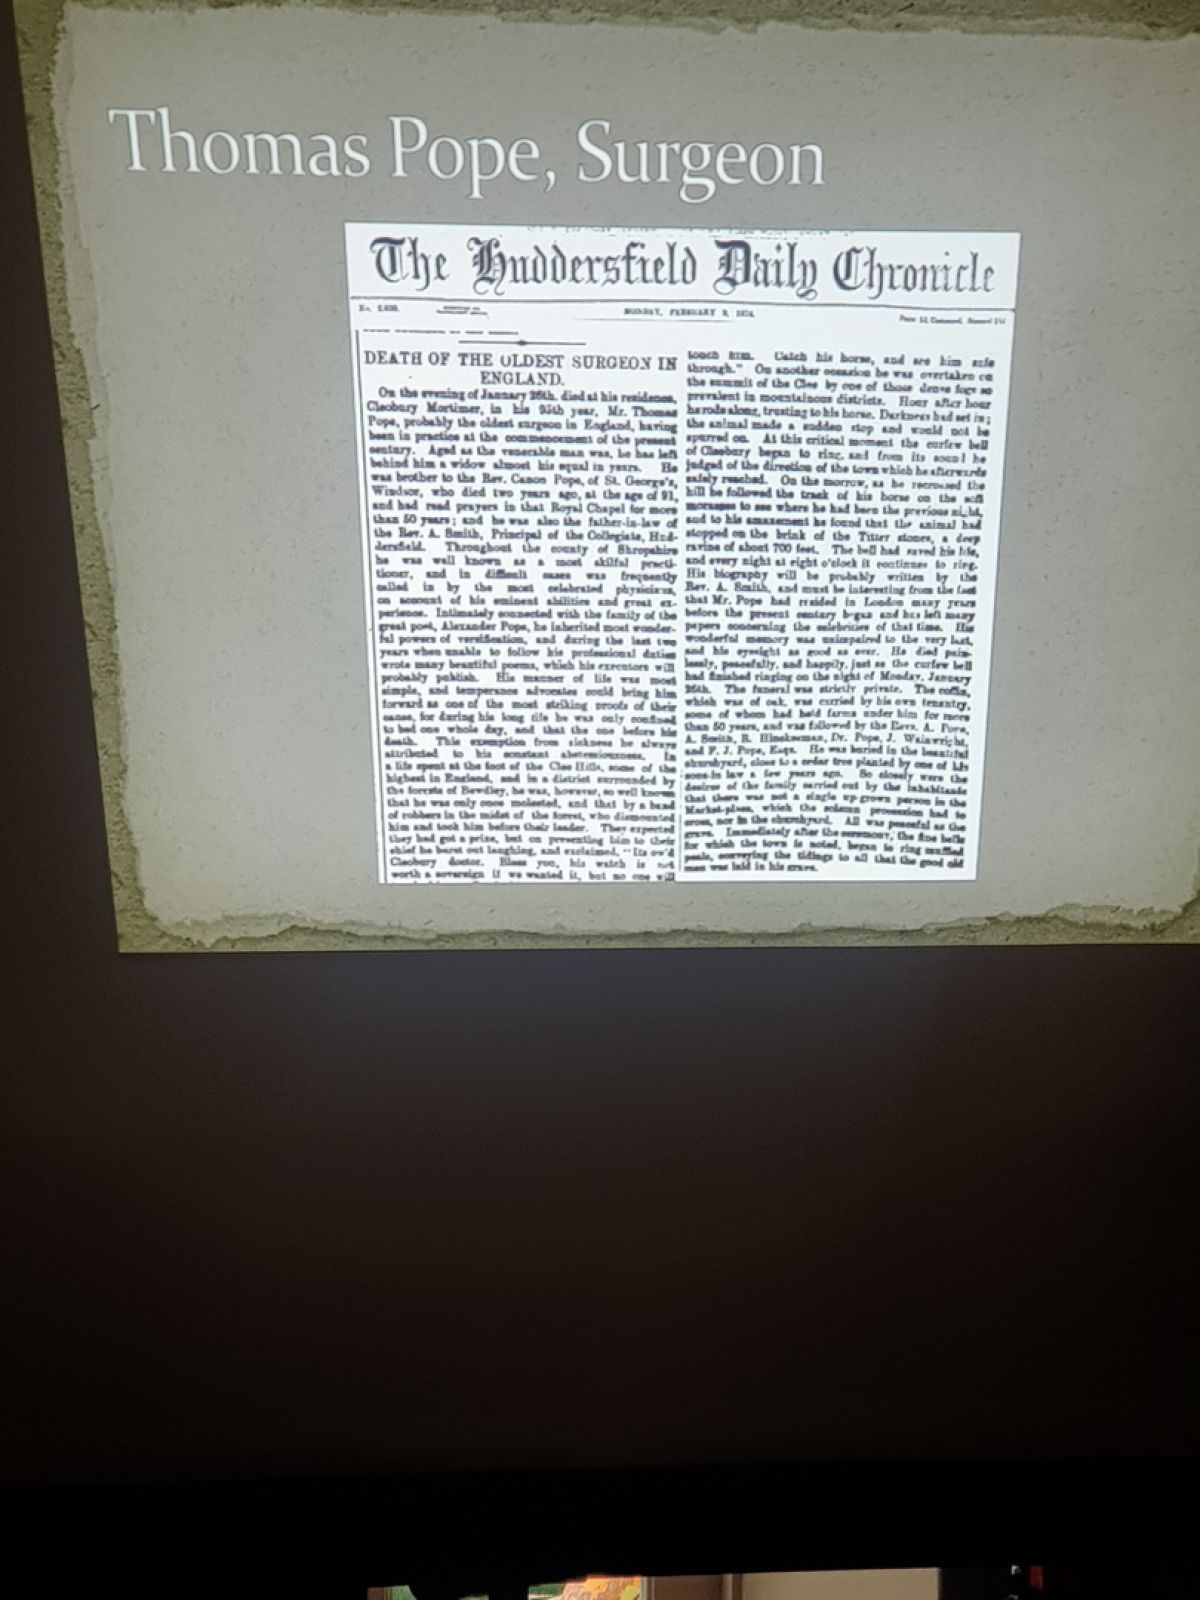 Thomas Pope, Surgeon
The Huddersfield Daily Chronicle
MONDAY, FEBRUARY 9, 1874.
DEATH OF THE OLDEST SURGEON IN
ENGLAND.
On the evening of January 26th, died at his residence,
Cleobury Mortimer, in his 95th year, Mr. Thomas
Pope, probably the oldest surgeon in England, having
been in practice at the commencement of the present
century. Aged as the venerable man was, he has left
behind him a widow almost his equal in years. He
was brother to the Rev. Canon Pope, of St. George's,
Windsor, who died two years ago, at the age of 91,
and had read prayers in that Royal Chapel for more
than 50 years; and he was also the father-in-law of
the Rev. A. Smith, Principal of the Collegiate, Hud-
dersfield. Throughout the county of Shropshire
he was well known as a most skilful practi-
tioner, and in difficult cases was frequently
called in by the most celebrated physicians,
on account of his eminent abilities and great ex-
perience. Intimately connected with the family of the
great poet, Alexander Pope, he inherited most wonder-
ful powers of versification, and during the last two
years when unable to follow his professional duties
wrote many beautiful poems, which his executors will
probably publish. His manner of life was most
simple, and temperance advocates could bring him
forward as one of the most striking proofs of their
cause, for during his long life he was only confined
to bed one whole day, and that the one before his
death. This exemption from sickness he always
attributed to his constant abstemiousness. In
a life spent at the foot of the Clee Hills, some of the
highest in England, and in a district surrounded by
the forests of Bewdley, he was, however, so well known
that he was only once molested, and that by a band
of robbers in the midst of the forest, who dismounted
him and took him before their leader. They expected
they had got a prize, but on presenting him to their
chief he burst out laughing, and exclaimed, "Its ow'd
Cleobury doctor. Bless you, his watch is not
worth a sovereign if we wanted it, but no one will
touch him. Catch his horse, and see him safe
through." On another occasion he was overtaken on
the summit of the Clee by one of those dense fogs so
prevalent in mountainous districts. Hour after hour
he rode along, trusting to his horse. Darkness had set in;
the animal made a sudden stop and would not be
spurred on. At this critical moment the curfew bell
of Cleobury began to ring, and from its sound he
judged of the direction of the town which he afterwards
safely reached. On the morrow, as he recrossed the
hill he followed the track of his horse on the soft
morasses to see where he had been the previous night,
and to his amazement he found that the animal had
stopped on the brink of the Titter stones, a deep
ravine of about 700 feet. The bell had saved his life,
and every night at eight o'clock it continues to ring.
His biography will be probably written by the
Rev. A. Smith, and must be interesting from the fact
that Mr. Pope had resided in London many years
before the present century began and has left many
papers concerning the celebrities of that time. His
wonderful memory was unimpaired to the very last,
and his eyesight as good as ever. He died pain-
lessly, peacefully, and happily, just as the curfew bell
had finished ringing on the night of Monday, January
26th. The funeral was strictly private. The coffin,
which was of oak, was carried by his own tenantry,
some of whom had held farms under him for more
than 50 years, and was followed by the Revs. A. Pope,
A. Smith, R. Dr. Pope, J. Wainwright,
and F. J. Pope, Esqs. He was buried in the beautiful
churchyard, close to a cedar tree planted by one of his
sons-in law a few years ago. So closely were the
desires of the family carried out by the inhabitants
that there was not a single up-grown person in the
Market-place, which the solemn procession had to
cross, nor in the churchyard. All was peaceful as the
grave. Immediately after the ceremony, the fine bells
for which the town is noted, began to ring muffled
peals, conveying the tidings to all that the good old
man was laid in his grave.